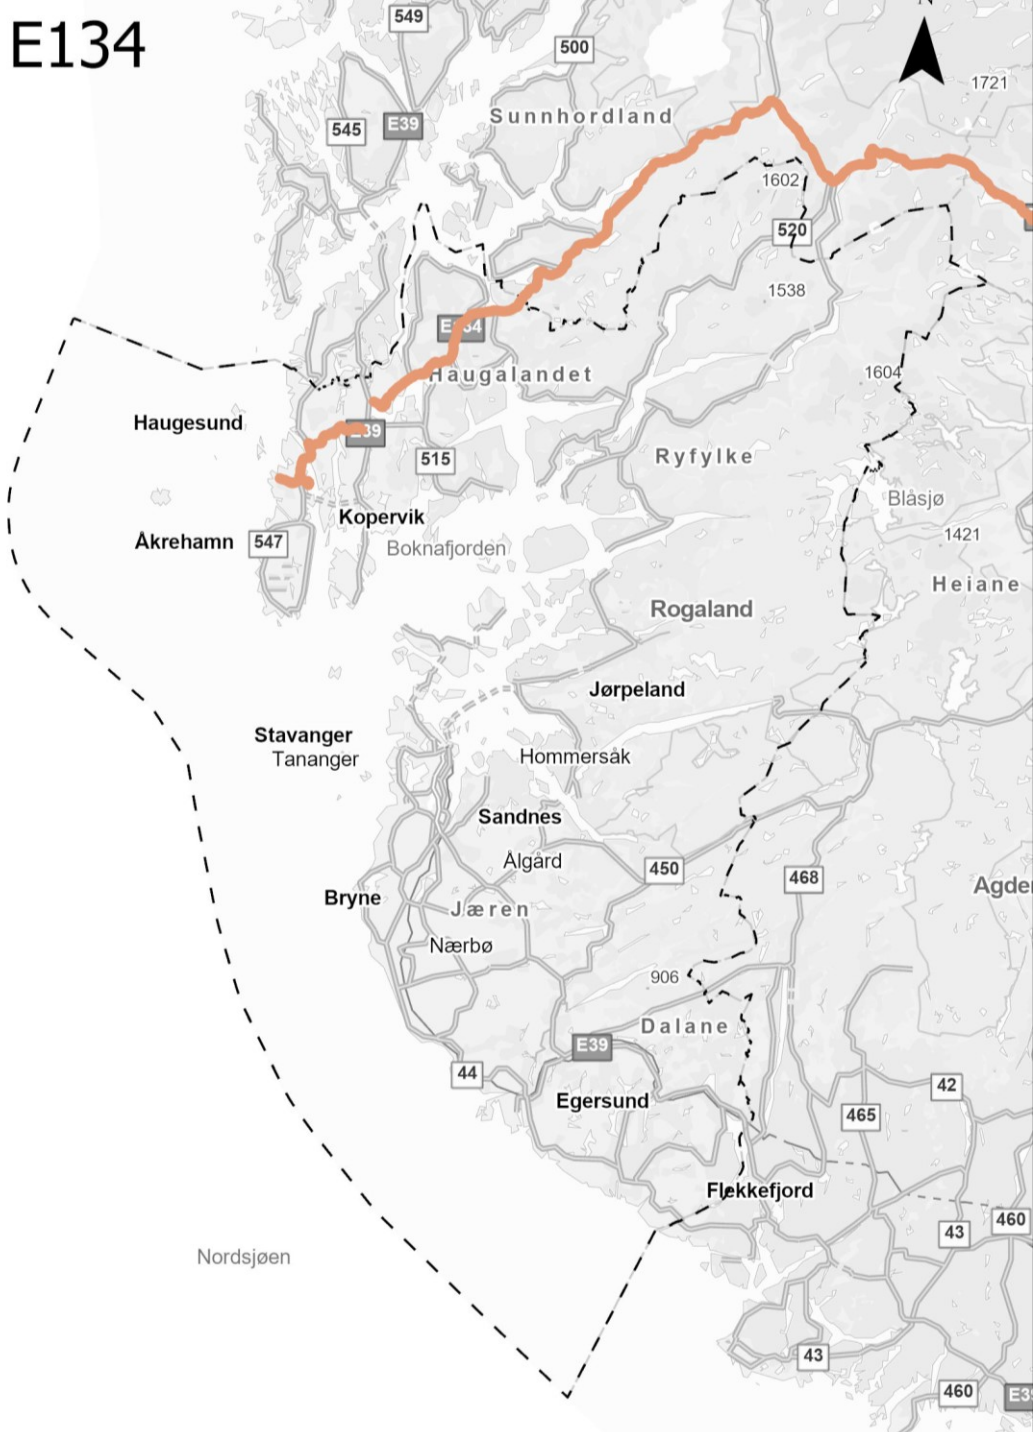 N
549
E134
500
1721
Sunnhordland
E39
545
1602
520
1538
E134
1604
Haugalandet
Haugesund
E39
515
Ryfylke
Blåsjø
Kopervik
Åkrehamn
547
Boknafjorden
1421
Heiane
Rogaland
Jørpeland
Stavanger
Tananger
Hommersåk
Sandnes
Ålgård
450
468
Agder
Bryne
Jæren
Nærbø
906
Dalane
E39
44
42
Egersund
465
Flekkefjord
460
43
Nordsjøen
43
460
E39